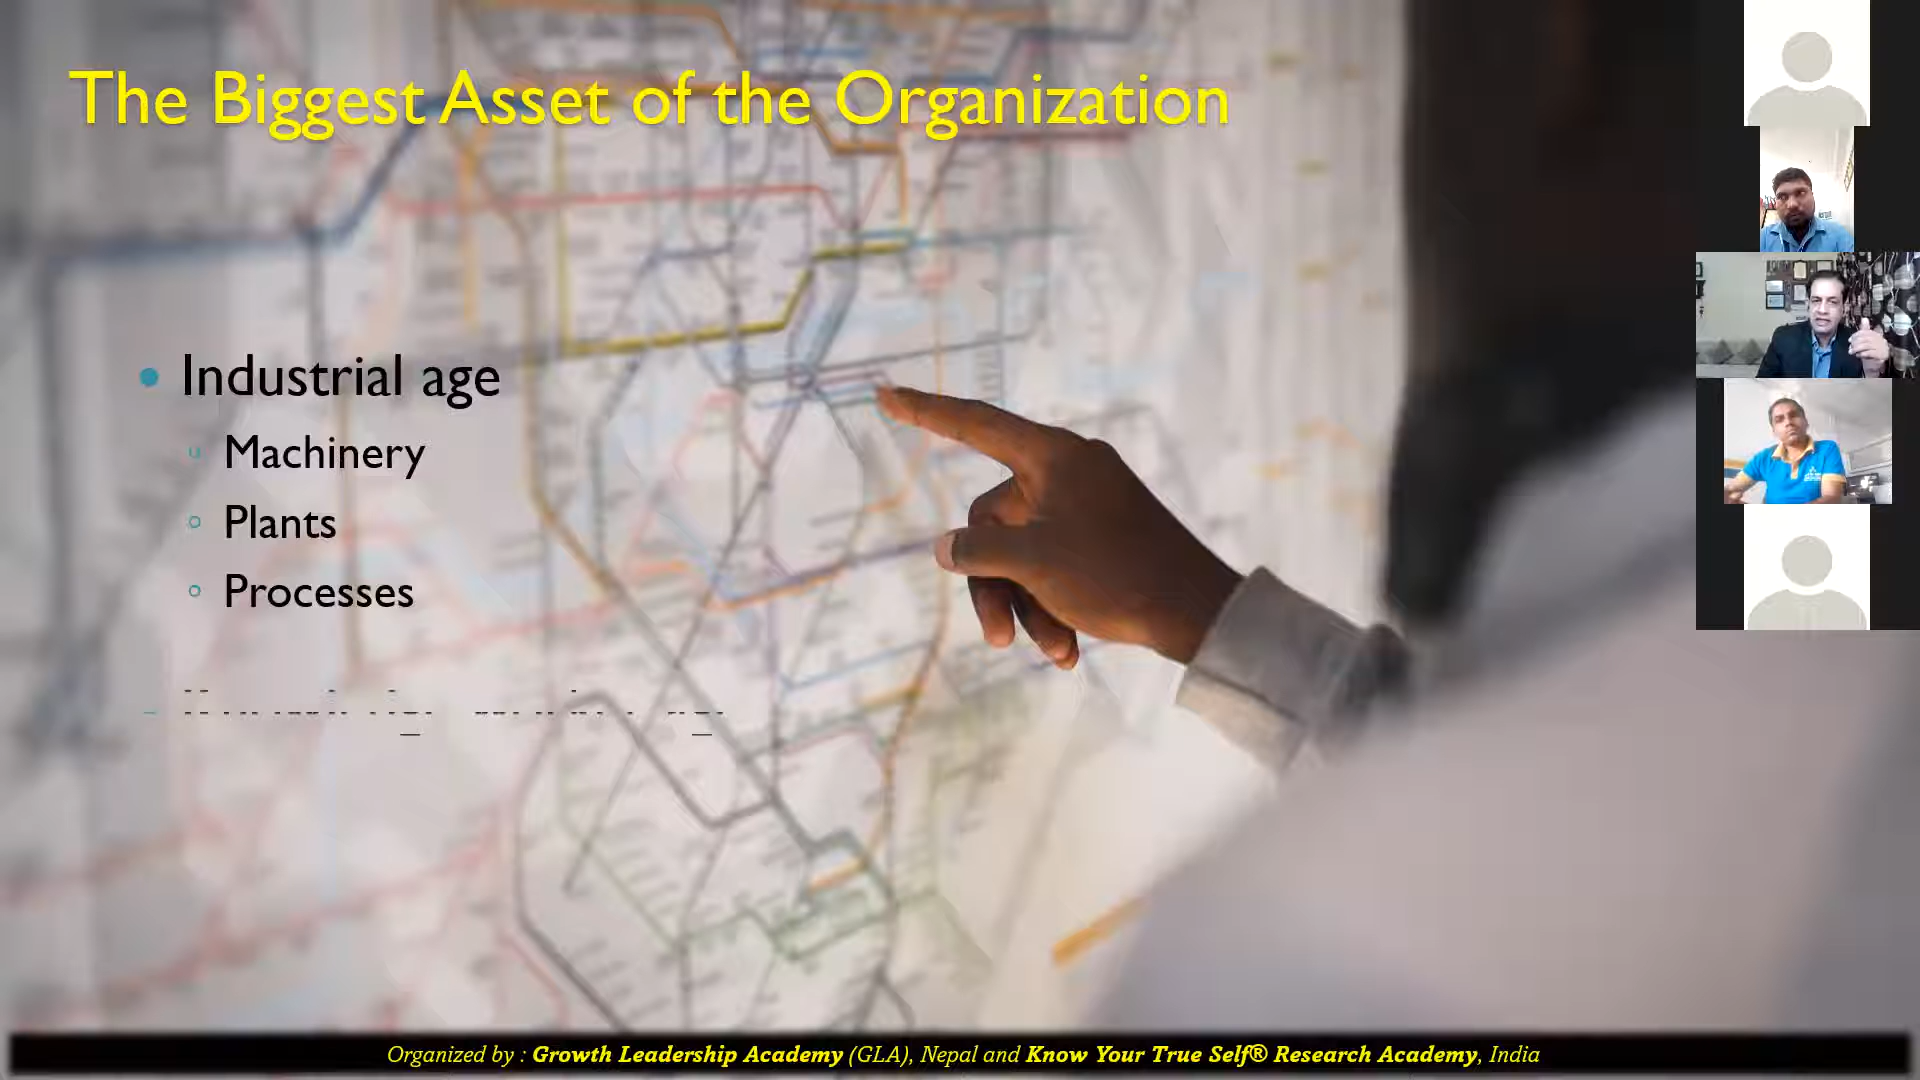 The Biggest Asset of the Organization
Industrial age
Machinery
Plants
Processes
Organized by : Growth Leadership Academy (GLA), Nepal and Know Your True Self® Research Academy, India